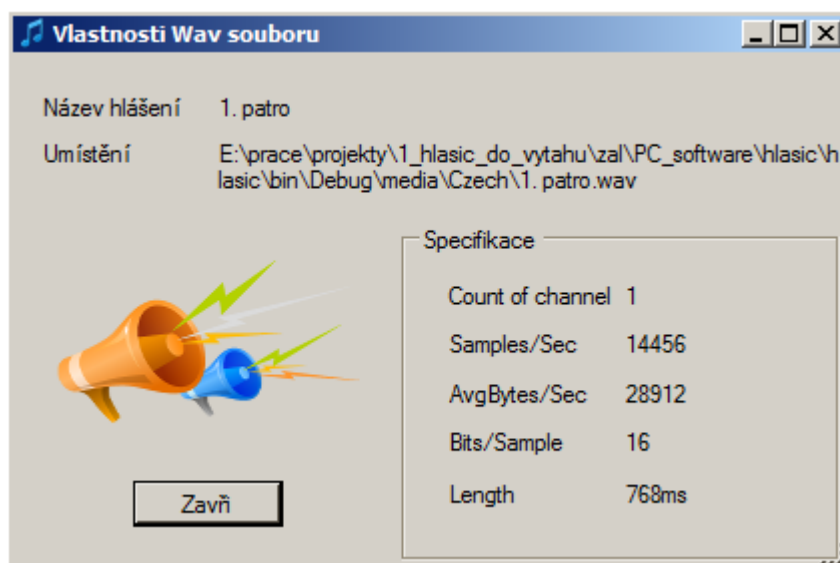 Vlastnosti Wav souboru
Název hlášení 1. patro
Umístění E:\prace\projekty\1_hlasic_do_vytahu\zal\PC_software\hlasic\h
lasic\bin\Debug\media\Czech\1. patro.wav
Specifikace
Count of channel 1
Samples/Sec 14456
AvgBytes/Sec 28912
Bits/Sample 16
Length 768ms
Zavři